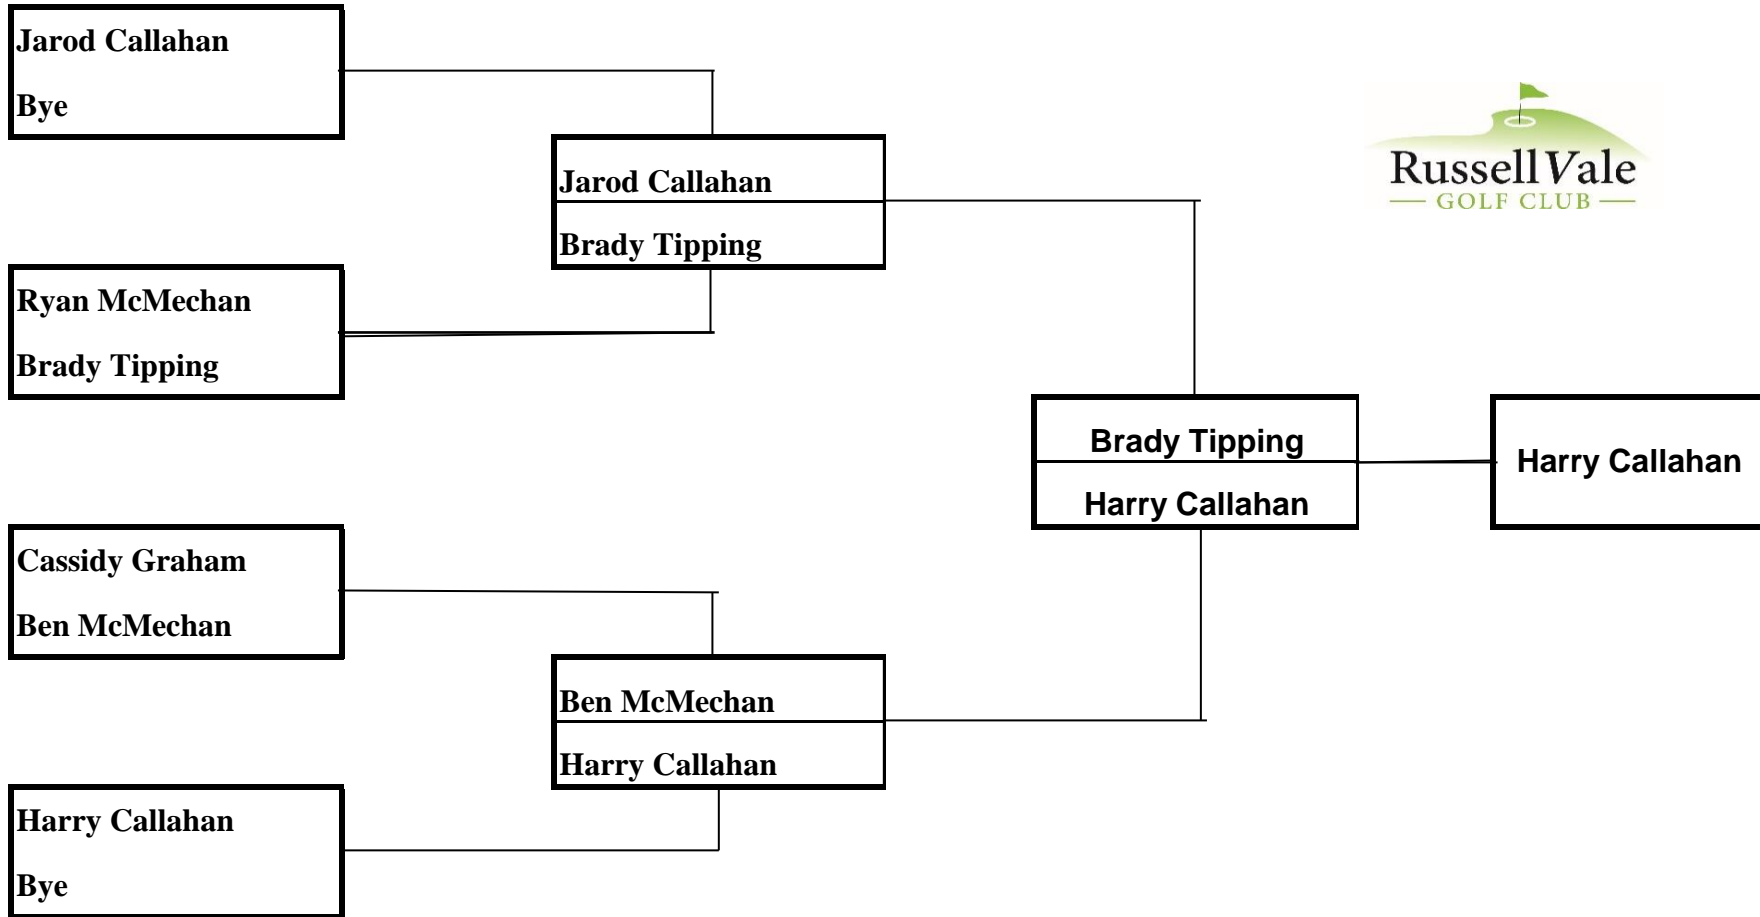 Jarod Callahan
Bye
Ryan McMechan
Brady Tipping
Cassidy Graham
Ben McMechan
Harry Callahan
Bye
Jarod Callahan
Brady Tipping
Ben McMechan
Harry Callahan
Brady Tipping
Harry Callahan
Harry Callahan
Russell Vale
GOLF CLUB